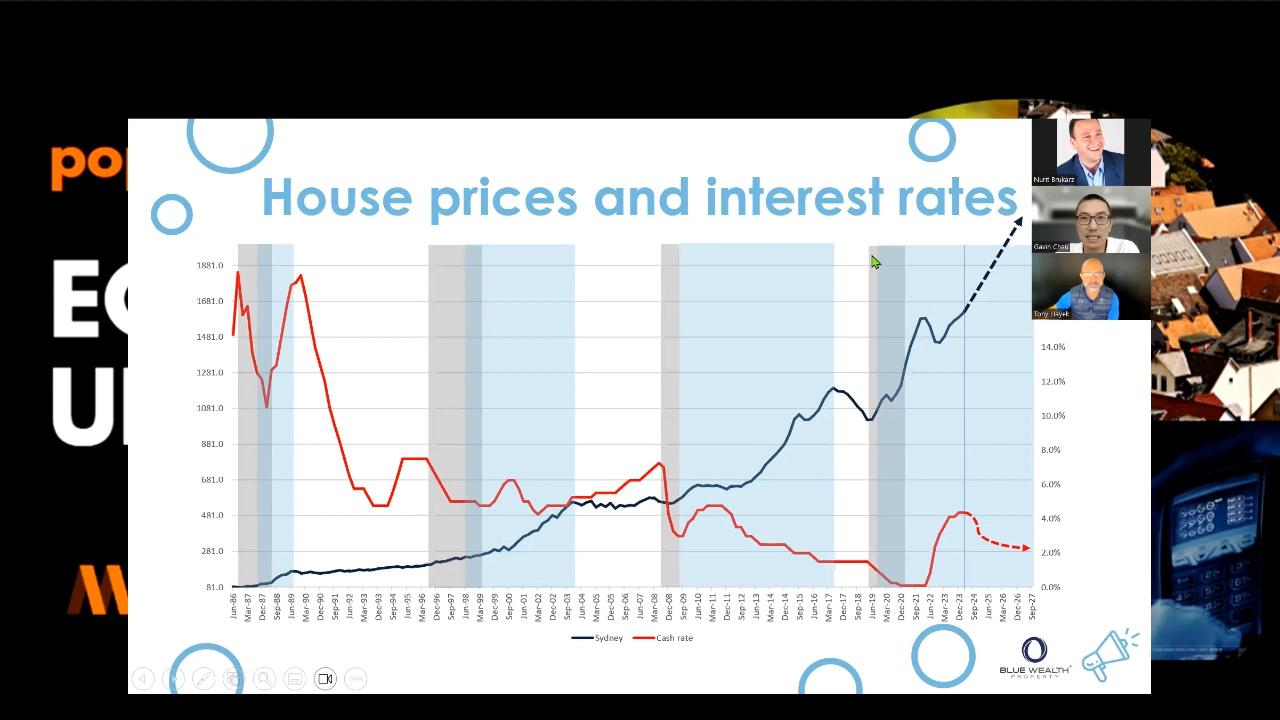 po
House prices and interest rates
Nurit Brukarz
Gavin Chau
Tony Hayek
E
U
1881.0
1681.0
1481.0
1281.0
1081.0
881.0
681.0
481.0
281.0
81.0
14.0%
12.0%
10.0%
8.0%
6.0%
4.0%
2.0%
0.0%
Jun-86 Mar-87 Dec-87 Sep-88 Jun-89 Mar-90 Dec-90 Sep-91 Jun-92 Mar-93 Dec-93 Sep-94 Jun-95 Mar-96 Dec-96 Sep-97 Jun-98 Mar-99 Dec-99 Sep-00 Jun-01 Mar-02 Dec-02 Sep-03 Jun-04 Mar-05 Dec-05 Sep-06 Jun-07 Mar-08 Dec-08 Sep-09 Jun-10 Mar-11 Dec-11 Sep-12 Jun-13 Mar-14 Dec-14 Sep-15 Jun-16 Mar-17 Dec-17 Sep-18 Jun-19 Mar-20 Dec-20 Sep-21 Jun-22 Mar-23 Dec-23 Sep-24 Jun-25 Mar-26 Dec-26 Sep-27
Sydney Cash rate
BLUE WEALTH
PROPERTY